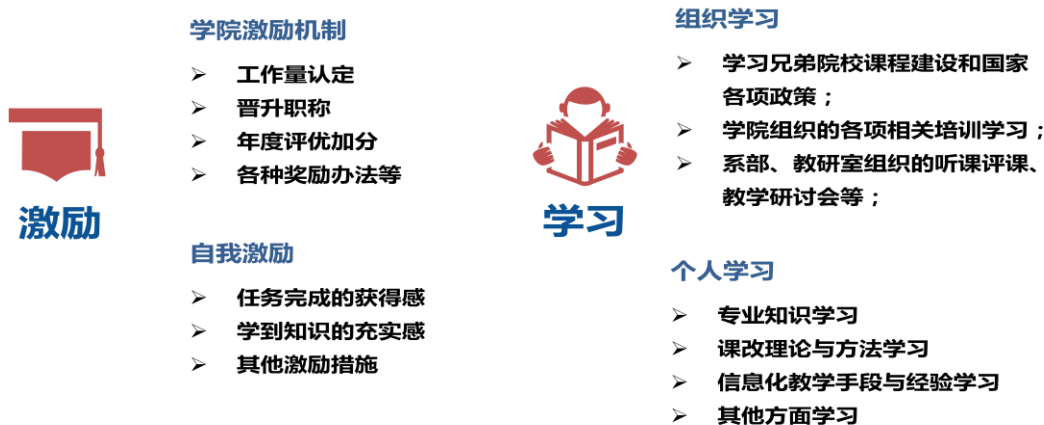 激励
学院激励机制
➢ 工作量认定
➢ 晋升职称
➢ 年度评优加分
➢ 各种奖励办法等
自我激励
➢ 任务完成的获得感
➢ 学到知识的充实感
➢ 其他激励措施
学习
组织学习
➢ 学习兄弟院校课程建设和国家
各项政策；
➢ 学院组织的各项相关培训学习；
➢ 系部、教研室组织的听课评课、
教学研讨会等；
个人学习
➢ 专业知识学习
➢ 课改理论与方法学习
➢ 信息化教学手段与经验学习
➢ 其他方面学习